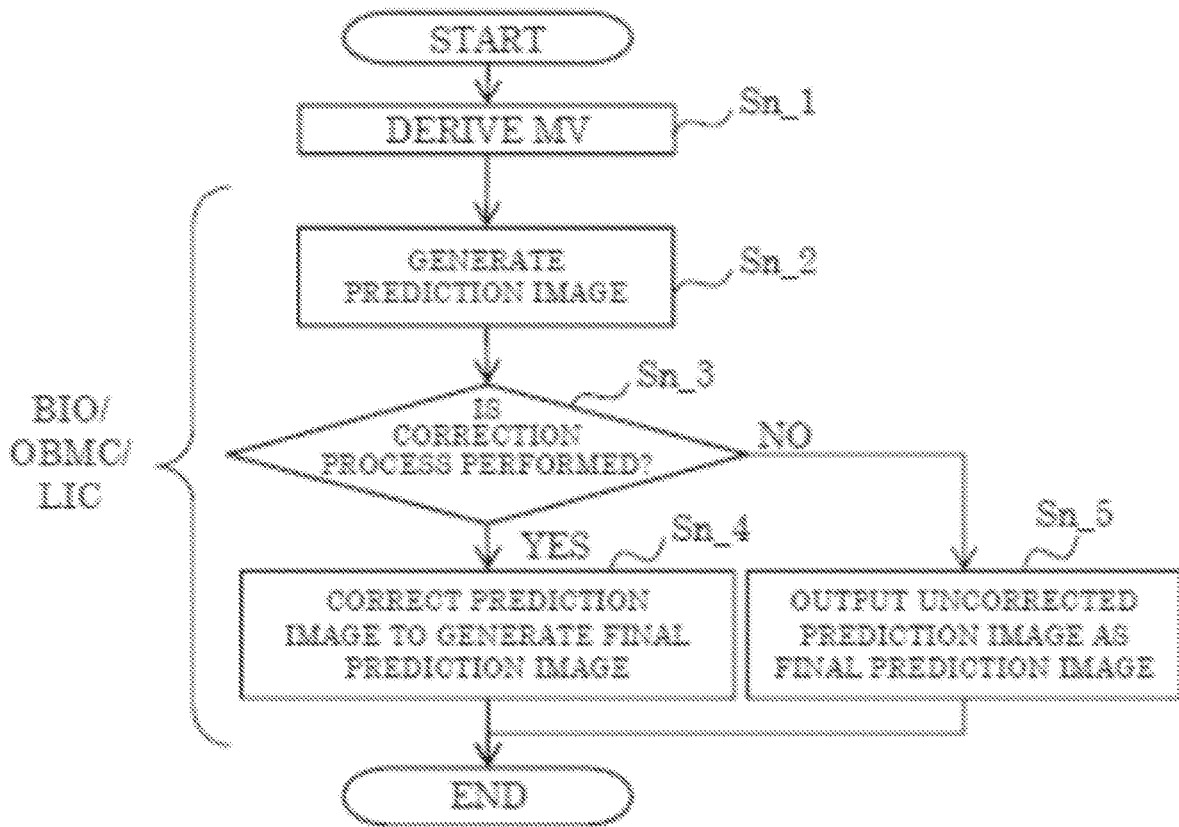 START
DERIVE MV
Sn_1
GENERATE
PREDICTION IMAGE
Sn_2
IS
CORRECTION
PROCESS PERFORMED?
Sn_3
NO
BIO/
OBMC/
LIC
YES
Sn_4
Sn_5
CORRECT PREDICTION
IMAGE TO GENERATE FINAL
PREDICTION IMAGE
OUTPUT UNCORRECTED
PREDICTION IMAGE AS
FINAL PREDICTION IMAGE
END